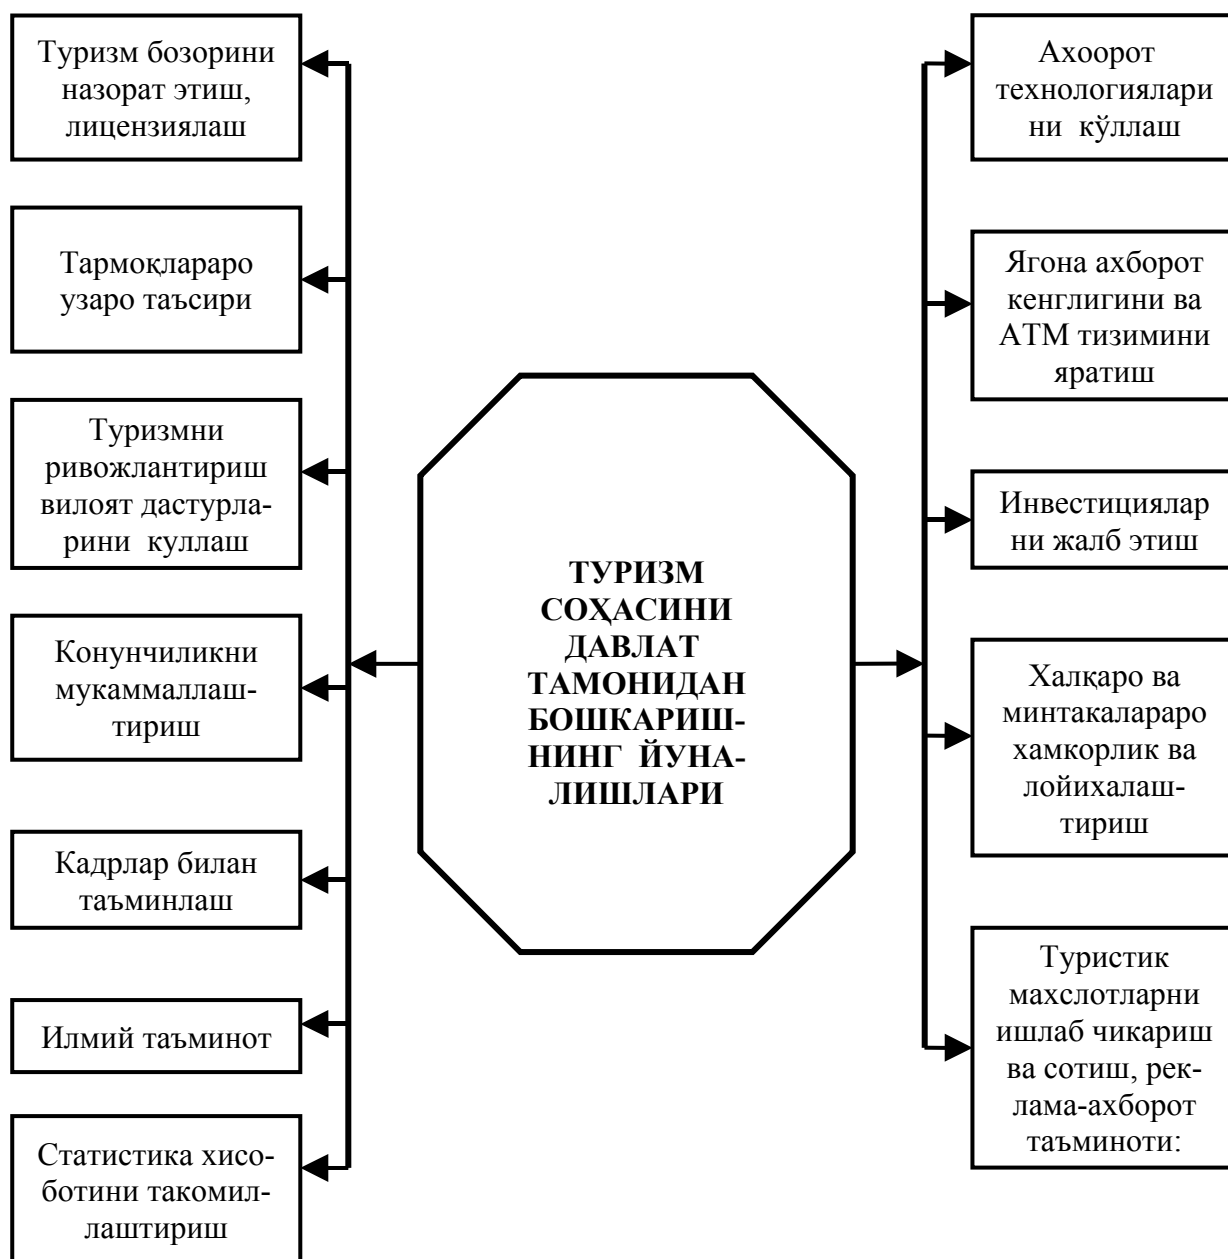 Туризм бозорини
назорат этиш,
лицензиялаш
Тармоқлараро
узаро таъсири
Туризмни
ривожлантириш
вилоят дастурла-
рини куллаш
Конунчиликни
мукаммаллаш-
тириш
Кадрлар билан
таъминлаш
Илмий таъминот
Статистика хисо-
ботини такомил-
лаштириш
ТУРИЗМ
СОҲАСИНИ
ДАВЛАТ
ТАМОНИДАН
БОШКАРИШ-
НИНГ ЙУНА-
ЛИШЛАРИ
Ахоорот
технологиялари
ни кўллаш
Ягона ахборот
кенглигини ва
АТМ тизимини
яратиш
Инвестициялар
ни жалб этиш
Халқаро ва
минтакалараро
хамкорлик ва
лойихалаш-
тириш
Туристик
махслотларни
ишлаб чикариш
ва сотиш, рек-
лама-ахборот
таъминоти: